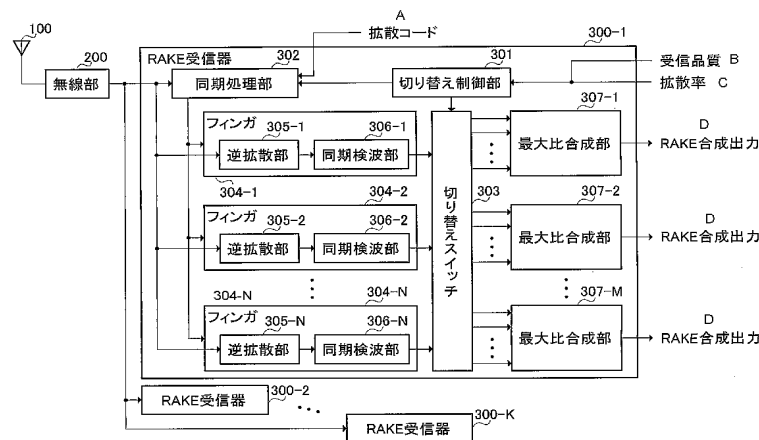 A
拡散コード
100
200
無線部
300-1
RAKE受信器
302
同期処理部
301
切り替え制御部
受信品質 B
拡散率 C
フィンガ
305-1
逆拡散部
306-1
同期検波部
304-1
307-1
最大比合成部
D
RAKE合成出力
304-2
フィンガ
305-2
逆拡散部
306-2
同期検波部
303
切り替えスイッチ
307-2
最大比合成部
D
RAKE合成出力
304-N
304-N
フィンガ
305-N
逆拡散部
306-N
同期検波部
307-M
最大比合成部
D
RAKE合成出力
300-2
RAKE受信器
300-K
RAKE受信器